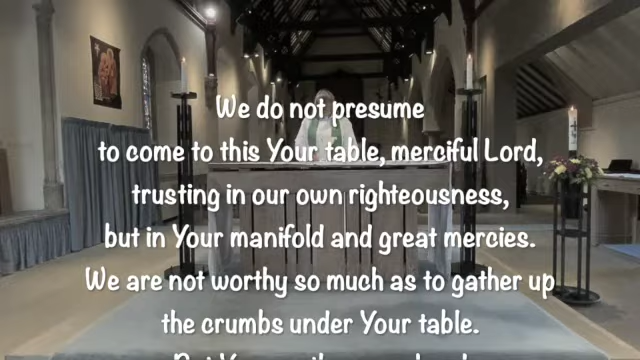 We do not presume
to come to this Your table, merciful Lord,
trusting in our own righteousness,
but in Your manifold and great mercies.
We are not worthy so much as to gather up
the crumbs under Your table.